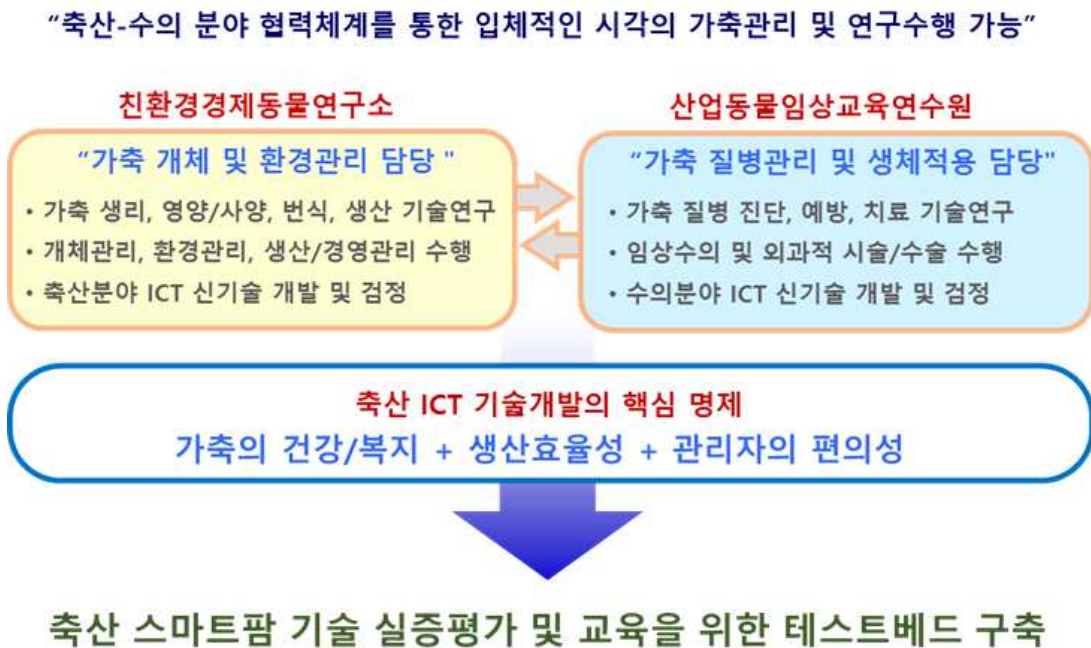 “축산-수의 분야 협력체계를 통한 입체적인 시각의 가축관리 및 연구수행 가능”
친환경경제동물연구소
“가축 개체 및 환경관리 담당 "
• 가축 생리, 영양/사양, 번식, 생산 기술연구
• 개체관리, 환경관리, 생산/경영관리 수행
• 축산분야 ICT 신기술 개발 및 검정
산업동물임상교육연수원
“가축 질병관리 및 생체적용 담당"
• 가축 질병 진단, 예방, 치료 기술연구
• 임상수의 및 외과적 시술/수술 수행
• 수의분야 ICT 신기술 개발 및 검정
축산 ICT 기술개발의 핵심 명제
가축의 건강/복지 + 생산효율성 + 관리자의 편의성
축산 스마트팜 기술 실증평가 및 교육을 위한 테스트베드 구축